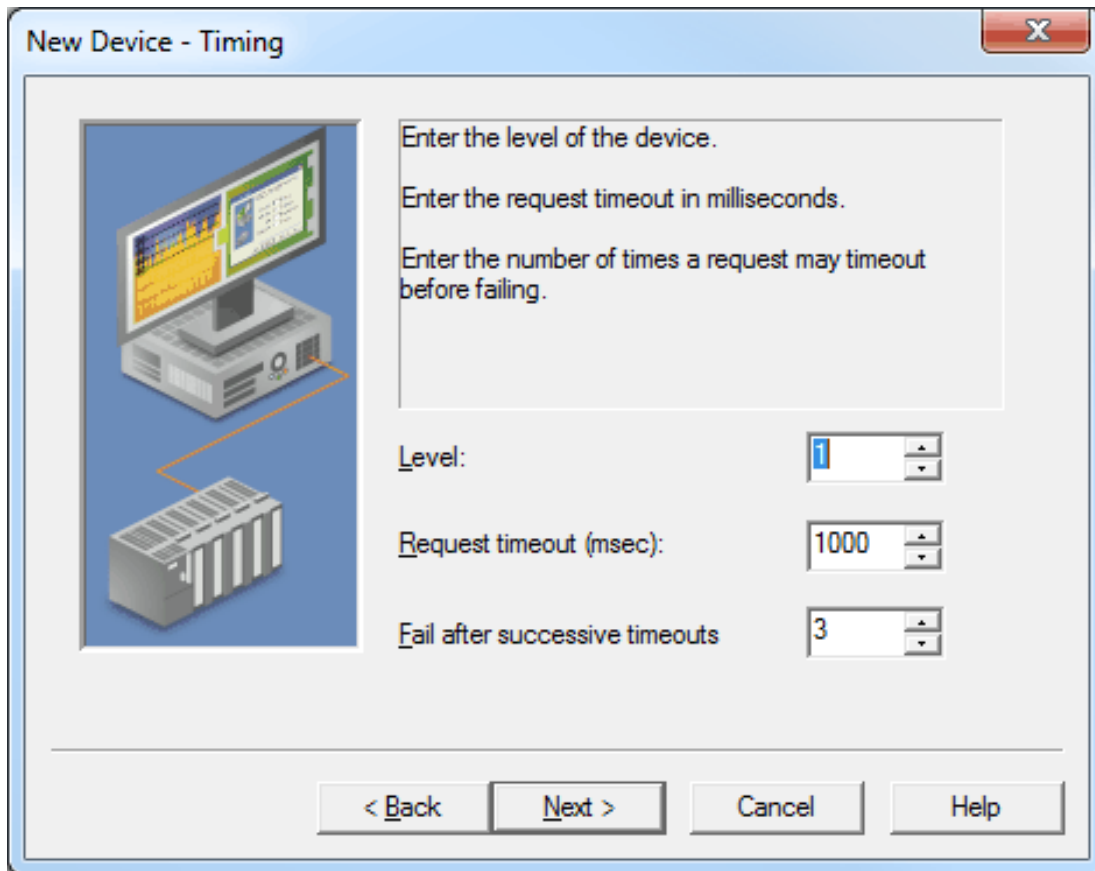 New Device - Timing
Enter the level of the device.
Enter the request timeout in milliseconds.
Enter the number of times a request may timeout
before failing.
Level:
1
Request timeout (msec):
1000
Fail after successive timeouts
3
< Back
Next >
Cancel
Help